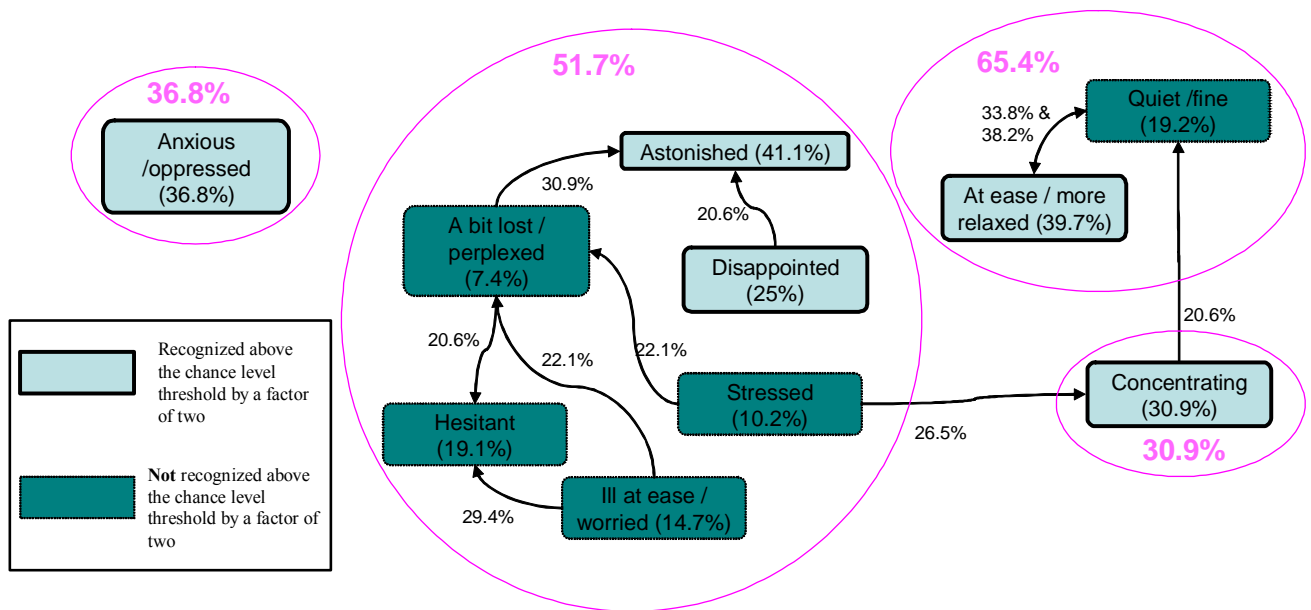 36.8%
Anxious
/oppressed
(36.8%)
51.7%
Astonished (41.1%)
30.9%
A bit lost /
perplexed
(7.4%)
20.6%
Disappointed
(25%)
20.6%
22.1%
22.1%
Hesitant
(19.1%)
Stressed
(10.2%)
29.4%
Ill at ease /
worried (14.7%)
26.5%
65.4%
Quiet /fine
(19.2%)
33.8% &
38.2%
At ease / more
relaxed (39.7%)
20.6%
Concentrating
(30.9%)
30.9%
Recognized above
the chance level
threshold by a factor
of two
Not recognized above
the chance level
threshold by a factor of
two